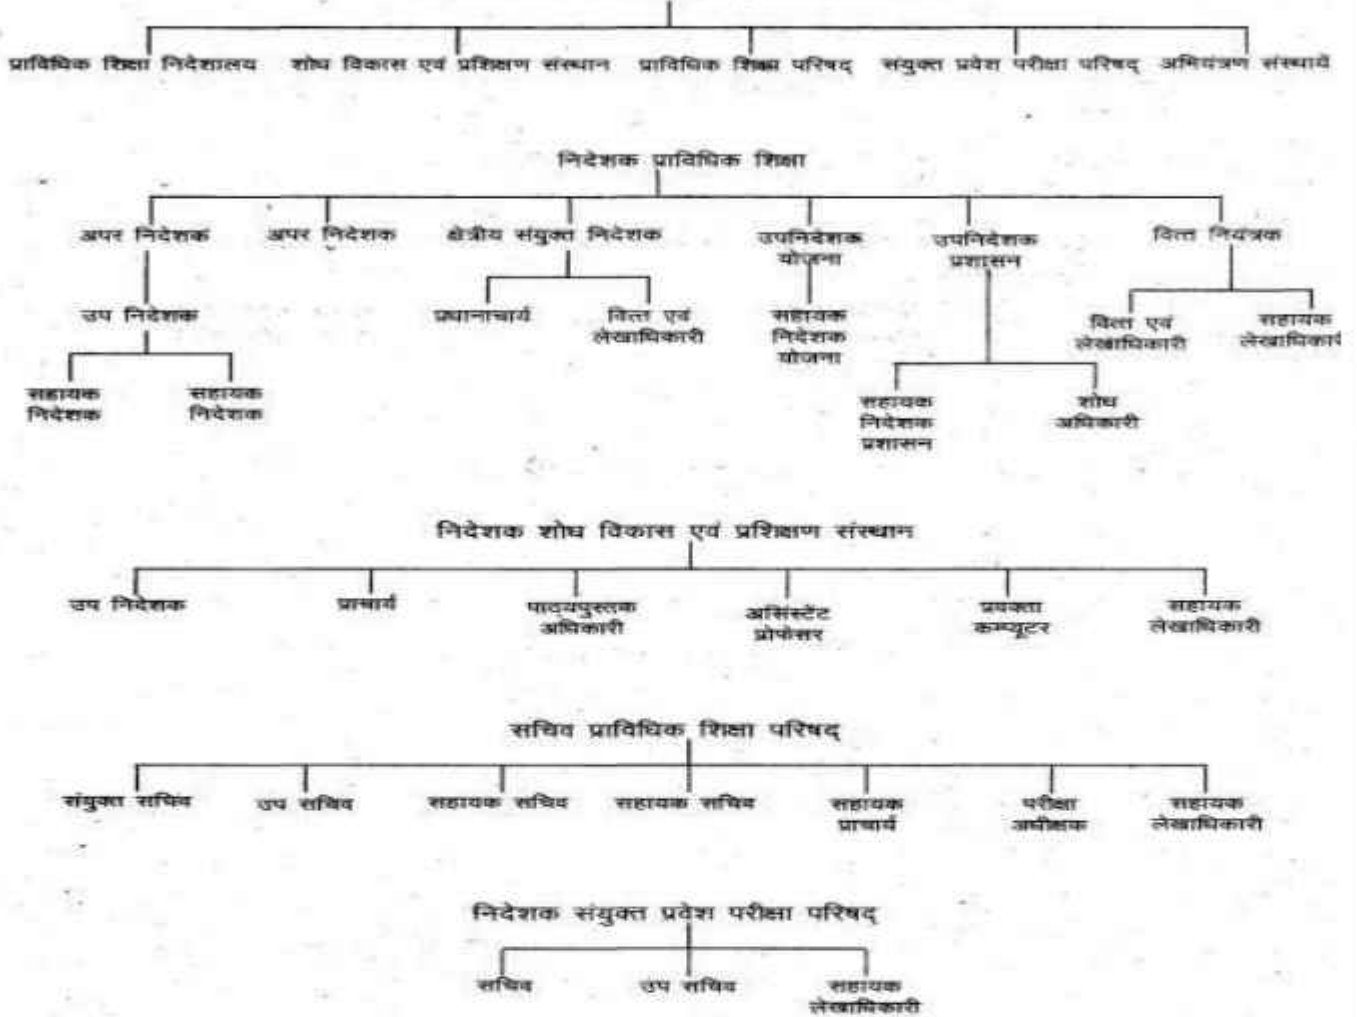 प्राविधिक शिक्षा निदेशालय शोध विकास एवं प्रशिक्षण संस्थान प्राविधिक शिक्षा परिषद् संयुक्त प्रवेश परीक्षा परिषद् अभियंत्रण संस्थायें
निदेशक प्राविधिक शिक्षा
अपर निदेशक अपर निदेशक क्षेत्रीय संयुक्त निदेशक उपनिदेशक उपनिदेशक वित्त नियंत्रक
योजना प्रशासन
उप निदेशक प्रधानाचार्य वित्त एवं सहायक वित्त एवं सहायक
लेखाधिकारी निदेशक लेखाधिकारी
योजना
सहायक सहायक सहायक शोध
निदेशक निदेशक निदेशक अधिकारी
प्रशासन
निदेशक शोध विकास एवं प्रशिक्षण संस्थान
उप निदेशक प्राचार्य पाठ्यपुस्तक असिंस्टेंट प्रवक्ता सहायक
अधिकारी प्रोफेसर कम्प्यूटर लेखाधिकारी
सचिव प्राविधिक शिक्षा परिषद्
संयुक्त सचिव उप सचिव सहायक सचिव सहायक सचिव सहायक परीक्षा सहायक
प्राचार्य अधीक्षक लेखाधिकारी
निदेशक संयुक्त प्रवेश परीक्षा परिषद्
सचिव उप सचिव सहायक
लेखाधिकारी